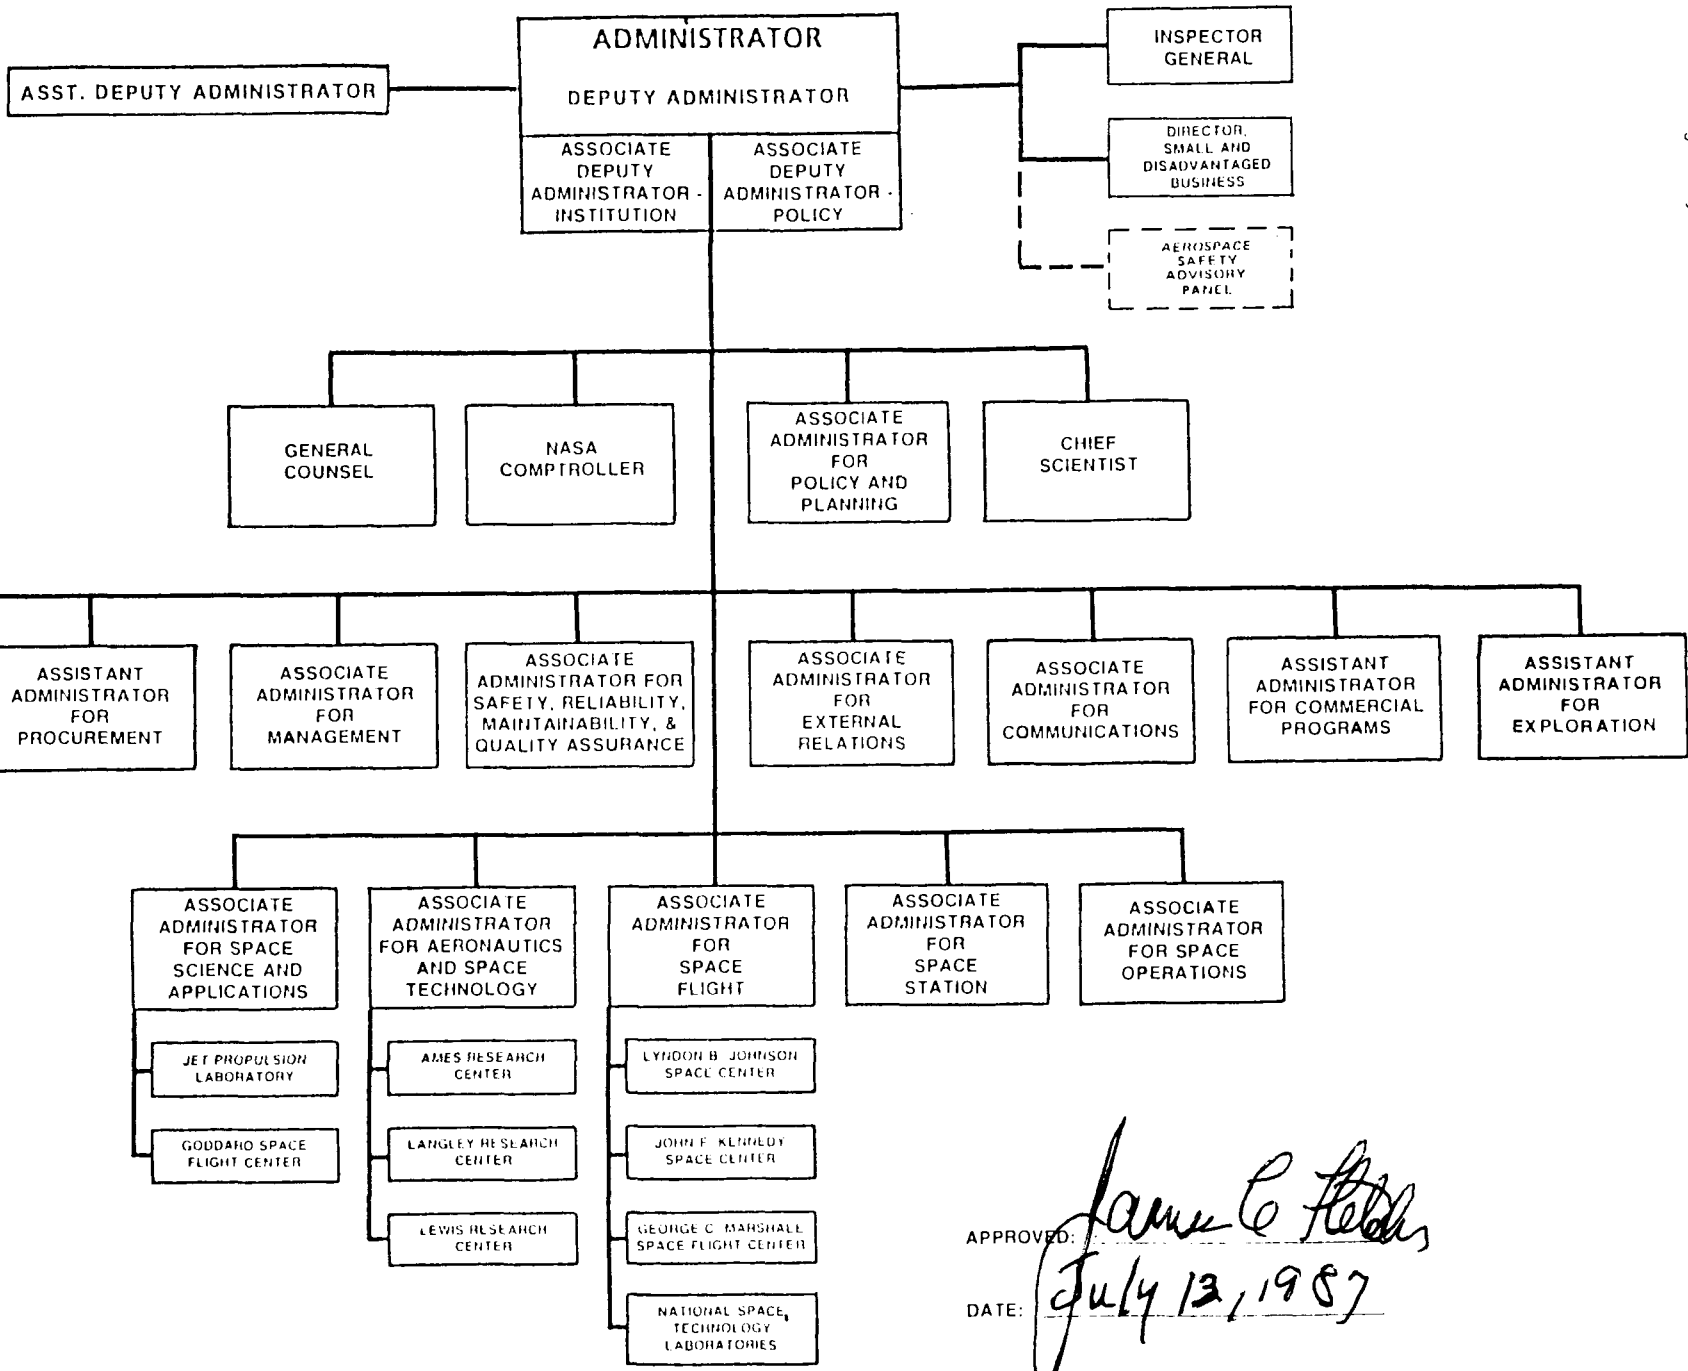 ADMINISTRATOR
DEPUTY ADMINISTRATOR
ASST. DEPUTY ADMINISTRATOR
ASSOCIATE
DEPUTY
ADMINISTRATOR -
INSTITUTION
ASSOCIATE
DEPUTY
ADMINISTRATOR -
POLICY
INSPECTOR
GENERAL
DIRECTOR,
SMALL AND
DISADVANTAGED
BUSINESS
AEROSPACE
SAFETY
ADVISORY
PANEL
GENERAL
COUNSEL
NASA
COMPTROLLER
ASSOCIATE
ADMINISTRATOR
FOR
POLICY AND
PLANNING
CHIEF
SCIENTIST
ASSISTANT
ADMINISTRATOR
FOR
PROCUREMENT
ASSOCIATE
ADMINISTRATOR
FOR
MANAGEMENT
ASSOCIATE
ADMINISTRATOR FOR
SAFETY, RELIABILITY,
MAINTAINABILITY, &
QUALITY ASSURANCE
ASSOCIATE
ADMINISTRATOR
FOR
EXTERNAL
RELATIONS
ASSOCIATE
ADMINISTRATOR
FOR
COMMUNICATIONS
ASSISTANT
ADMINISTRATOR
FOR COMMERCIAL
PROGRAMS
ASSISTANT
ADMINISTRATOR
FOR
EXPLORATION
ASSOCIATE
ADMINISTRATOR
FOR SPACE
SCIENCE AND
APPLICATIONS
JET PROPULSION
LABORATORY
GODDARD SPACE
FLIGHT CENTER
ASSOCIATE
ADMINISTRATOR
FOR AERONAUTICS
AND SPACE
TECHNOLOGY
AMES RESEARCH
CENTER
LANGLEY RESEARCH
CENTER
LEWIS RESEARCH
CENTER
ASSOCIATE
ADMINISTRATOR
FOR
SPACE
FLIGHT
LYNDON B. JOHNSON
SPACE CENTER
JOHN F. KENNEDY
SPACE CENTER
GEORGE C. MARSHALL
SPACE FLIGHT CENTER
NATIONAL SPACE
TECHNOLOGY
LABORATORIES
ASSOCIATE
ADMINISTRATOR
FOR
SPACE
STATION
ASSOCIATE
ADMINISTRATOR
FOR SPACE
OPERATIONS
APPROVED: James C Fletcher
DATE: July 13, 1987